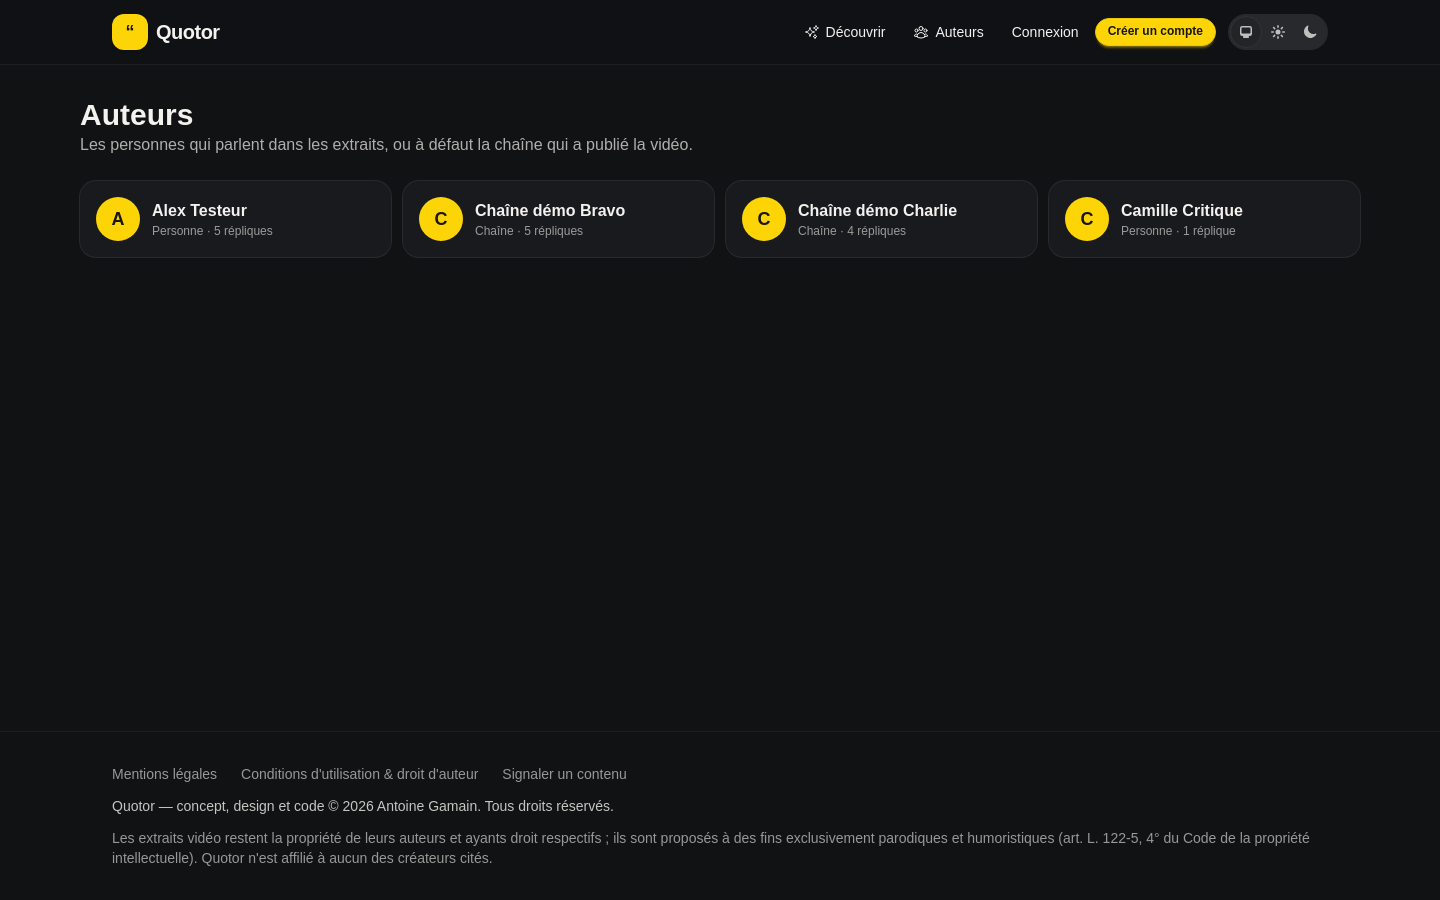 “ Quotor
Découvrir Auteurs Connexion Créer un compte
Auteurs
Les personnes qui parlent dans les extraits, ou à défaut la chaîne qui a publié la vidéo.
A Alex Testeur
Personne · 5 répliques
C Chaîne démo Bravo
Chaîne · 5 répliques
C Chaîne démo Charlie
Chaîne · 4 répliques
C Camille Critique
Personne · 1 réplique
Mentions légales Conditions d'utilisation & droit d'auteur Signaler un contenu
Quotor — concept, design et code © 2026 Antoine Gamain. Tous droits réservés.
Les extraits vidéo restent la propriété de leurs auteurs et ayants droit respectifs ; ils sont proposés à des fins exclusivement parodiques et humoristiques (art. L. 122-5, 4° du Code de la propriété
intellectuelle). Quotor n'est affilié à aucun des créateurs cités.